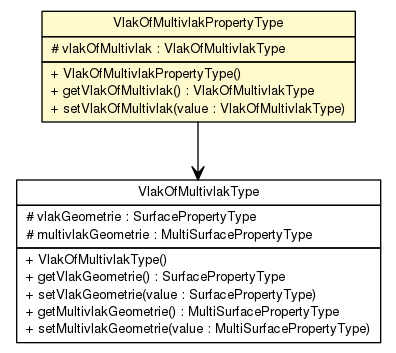 VlakOfMultivlakPropertyType
# vlakOfMultivlak : VlakOfMultivlakType
+ VlakOfMultivlakPropertyType()
+ getVlakOfMultivlak() : VlakOfMultivlakType
+ setVlakOfMultivlak(value : VlakOfMultivlakType)
VlakOfMultivlakType
# vlakGeometrie : SurfacePropertyType
# multivlakGeometrie : MultiSurfacePropertyType
+ VlakOfMultivlakType()
+ getVlakGeometrie() : SurfacePropertyType
+ setVlakGeometrie(value : SurfacePropertyType)
+ getMultivlakGeometrie() : MultiSurfacePropertyType
+ setMultivlakGeometrie(value : MultiSurfacePropertyType)